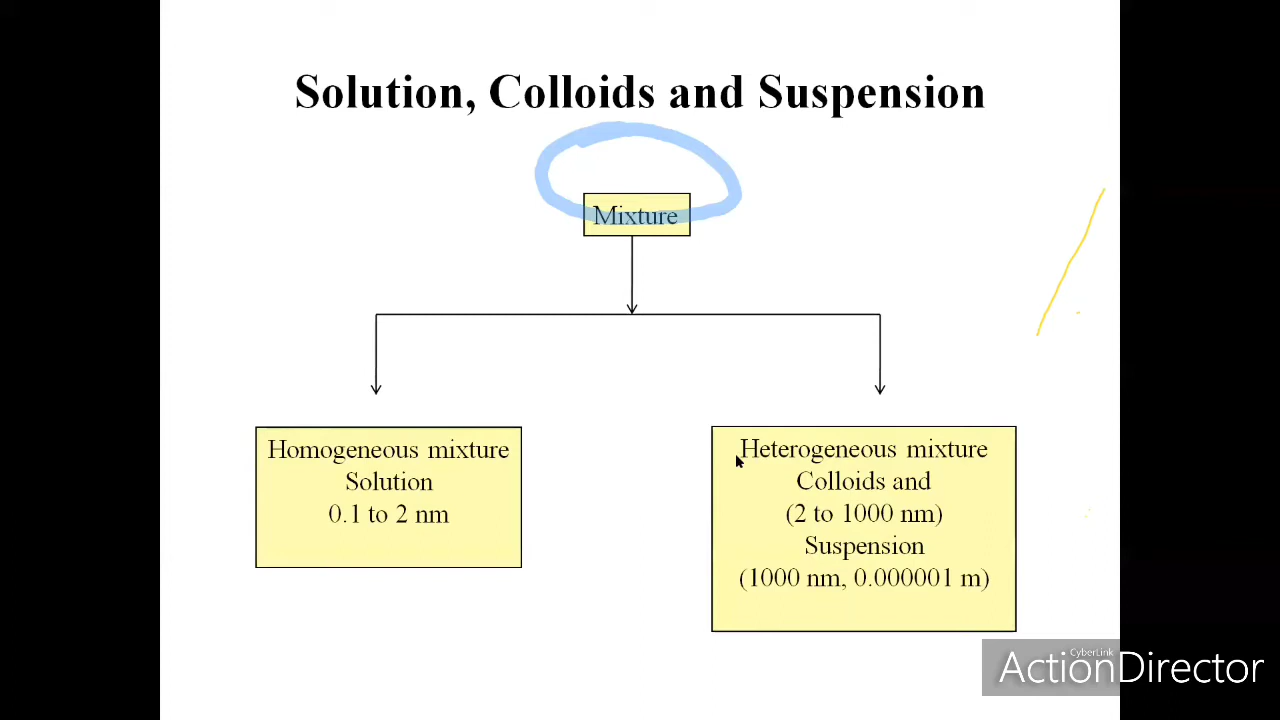 Solution, Colloids and Suspension
Mixture
Homogeneous mixture
Solution
0.1 to 2 nm
Heterogeneous mixture
Colloids and
(2 to 1000 nm)
Suspension
(1000 nm, 0.000001 m)
CyberLink
ActionDirector